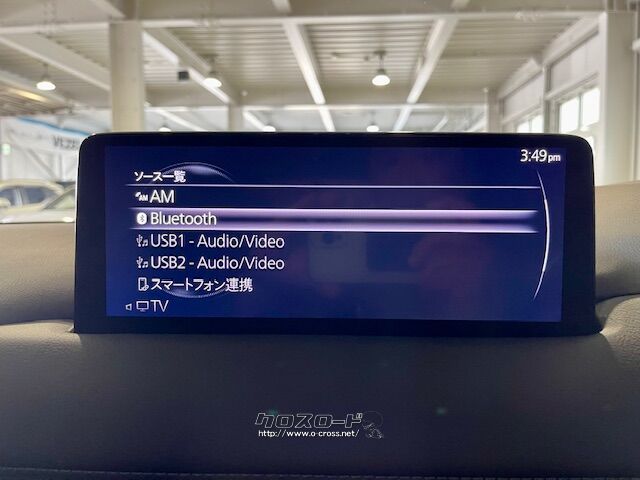 3:49pm
ソース一覧
AM
Bluetooth
USB1 - Audio/Video
USB2 - Audio/Video
スマートフォン連携
TV
クロスロード
http://www.o-cross.net/